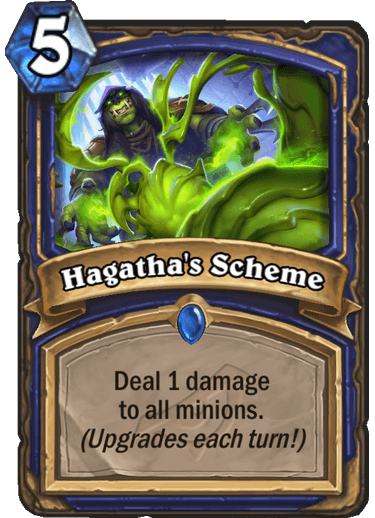 5
Hagatha's Scheme
Deal 1 damage
to all minions.
(Upgrades each turn!)